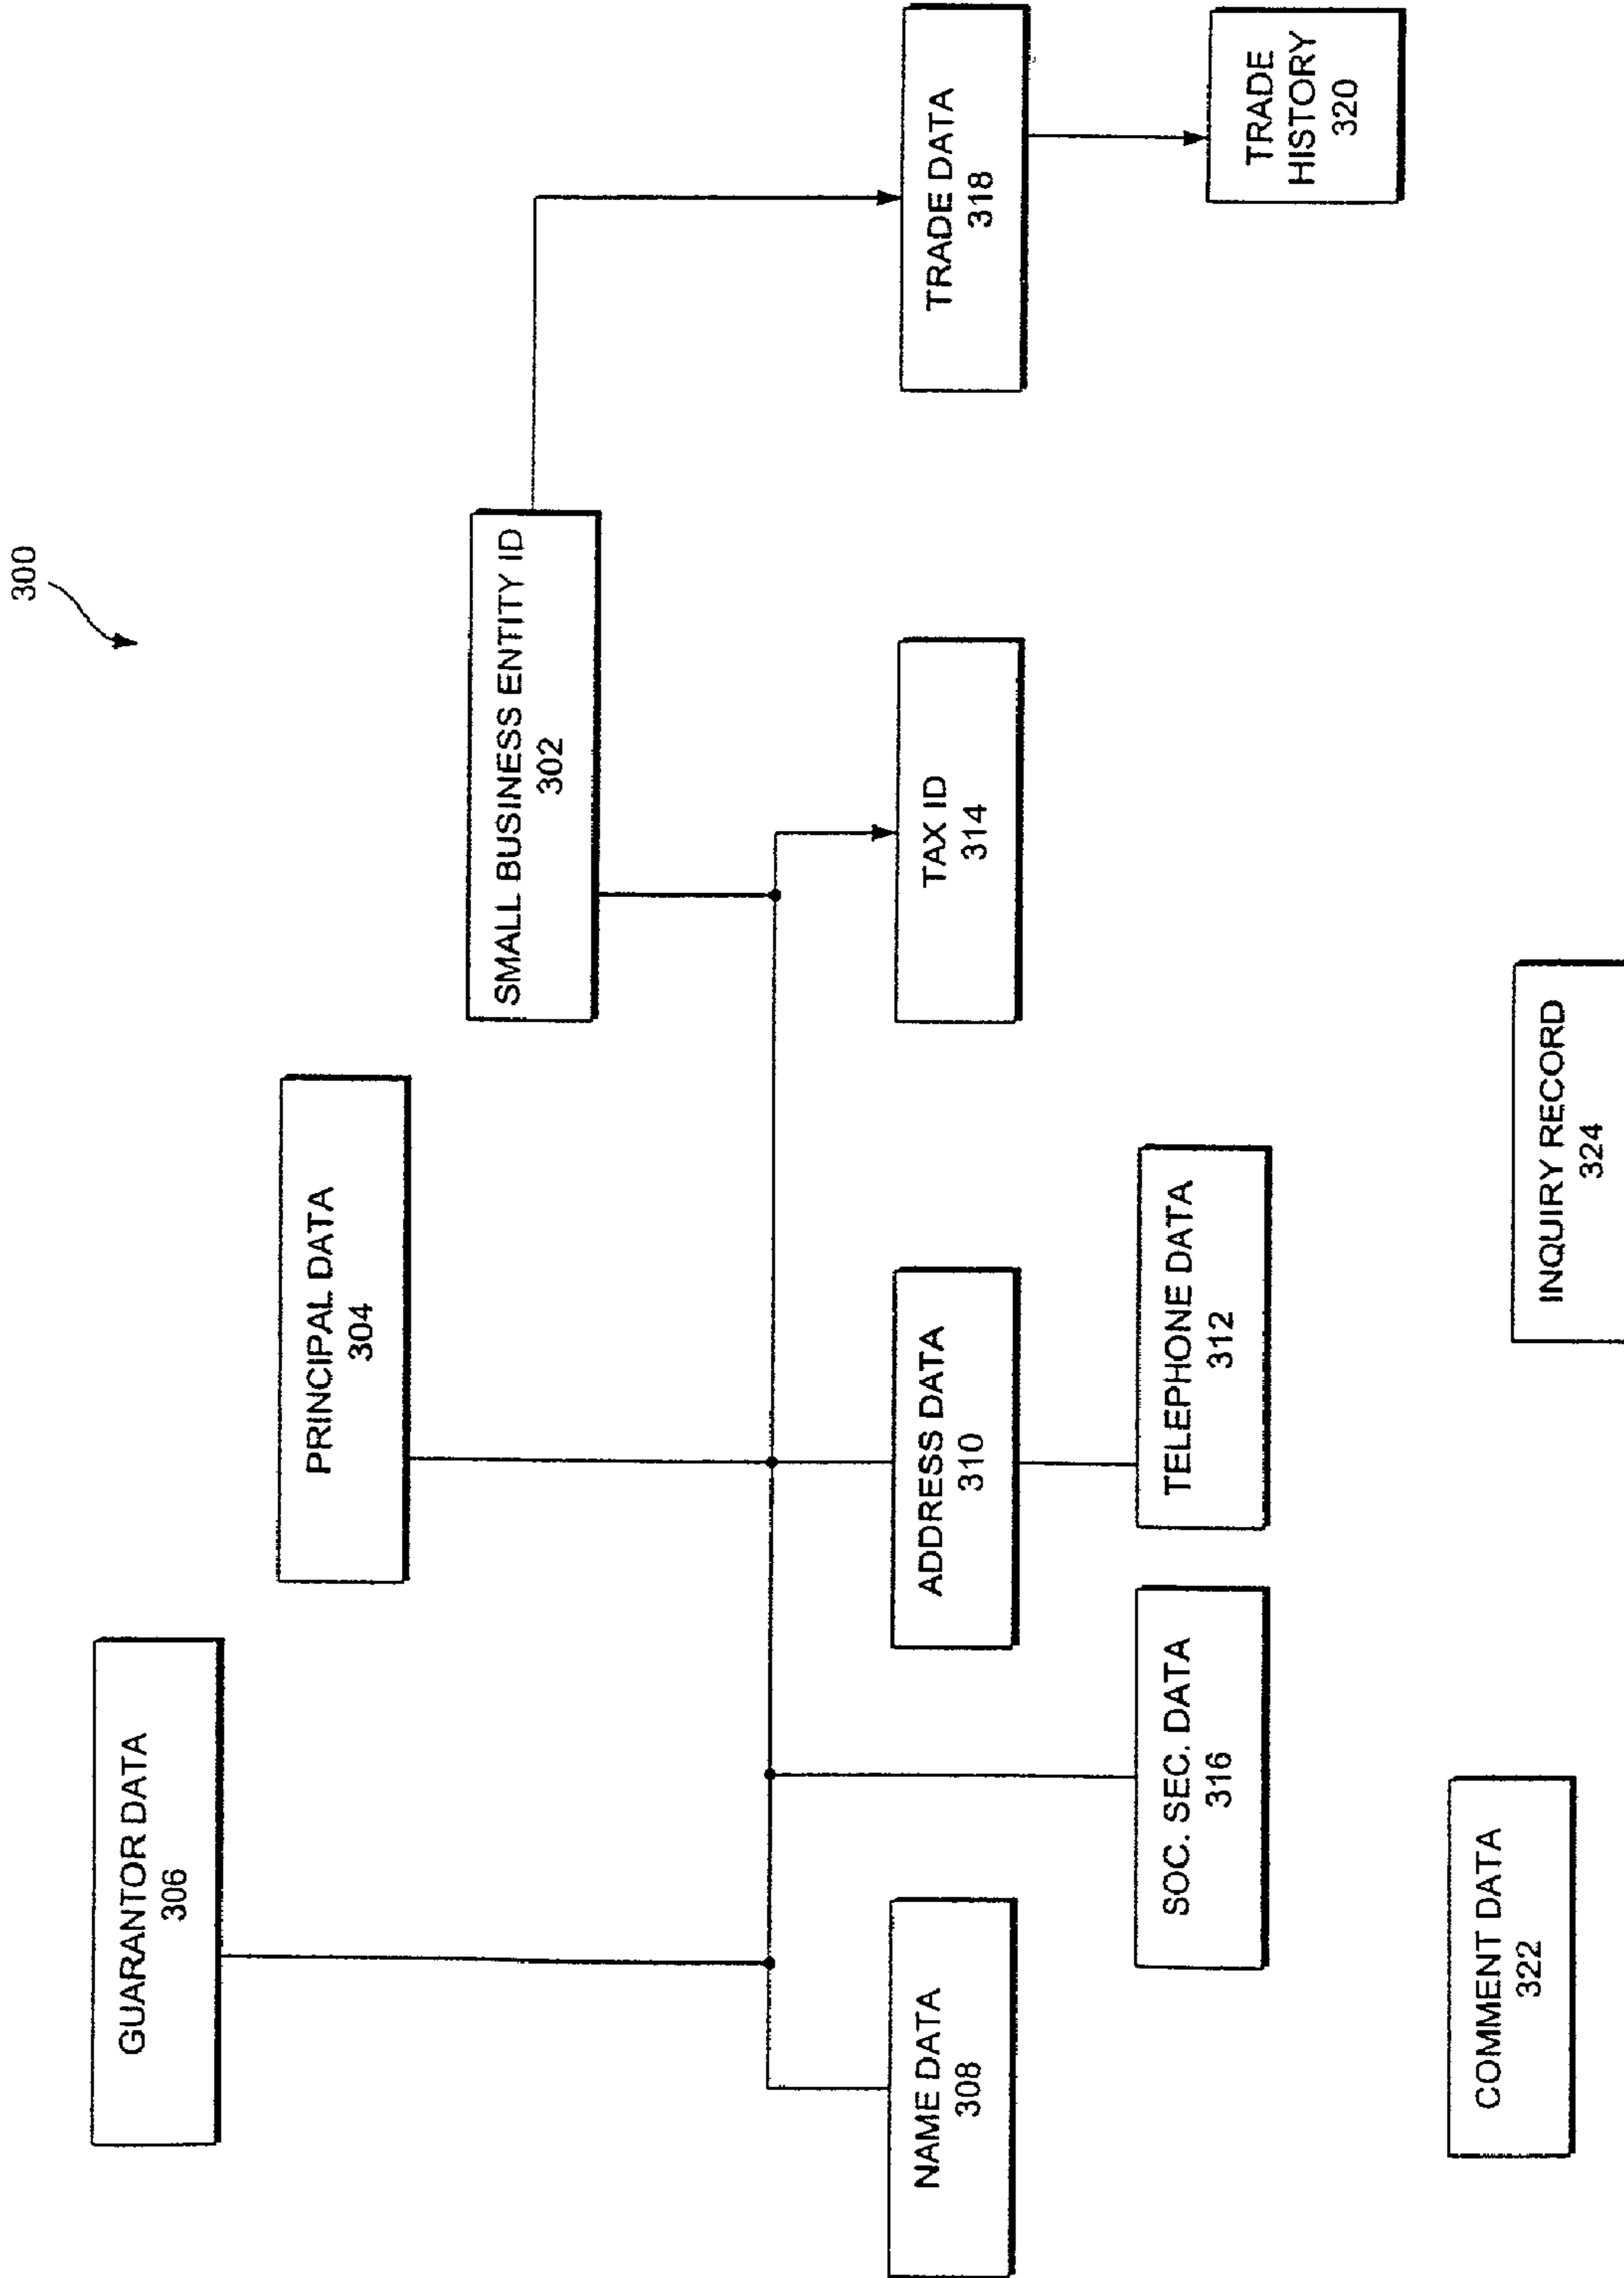 300
GUARANTOR DATA
306
PRINCIPAL DATA
304
SMALL BUSINESS ENTITY ID
302
NAME DATA
308
ADDRESS DATA
310
TAX ID
314
TRADE DATA
318
SOC. SEC. DATA
316
TELEPHONE DATA
312
TRADE
HISTORY
320
COMMENT DATA
322
INQUIRY RECORD
324